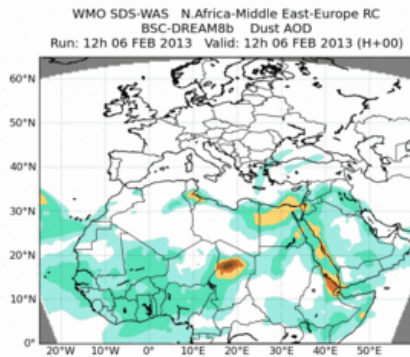 WMO SDS-WAS N.Africa-Middle East-Europe RC
BSC-DREAM8b Dust AOD
Run: 12h 06 FEB 2013 Valid: 12h 06 FEB 2013 (H+00)
60°N
50°N
40°N
30°N
20°N
10°N
0°
20°W 10°W 0° 10°E 20°E 30°E 40°E 50°E